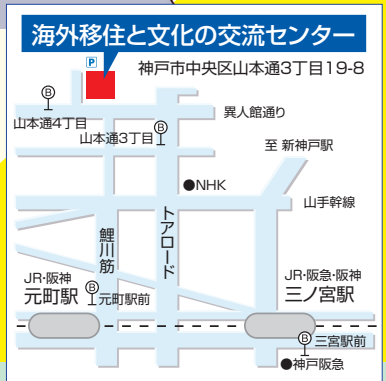 海外移住と文化の交流センター
P
神戸市中央区山本通3丁目19-8
B
山本通4丁目
B
山本通3丁目
異人館通り
至 新神戸駅
●NHK
山手幹線
鯉川筋
トアロード
JR・阪神
元町駅
B
元町駅前
JR・阪急・阪神
三ノ宮駅
B
三宮駅前
●神戸阪急